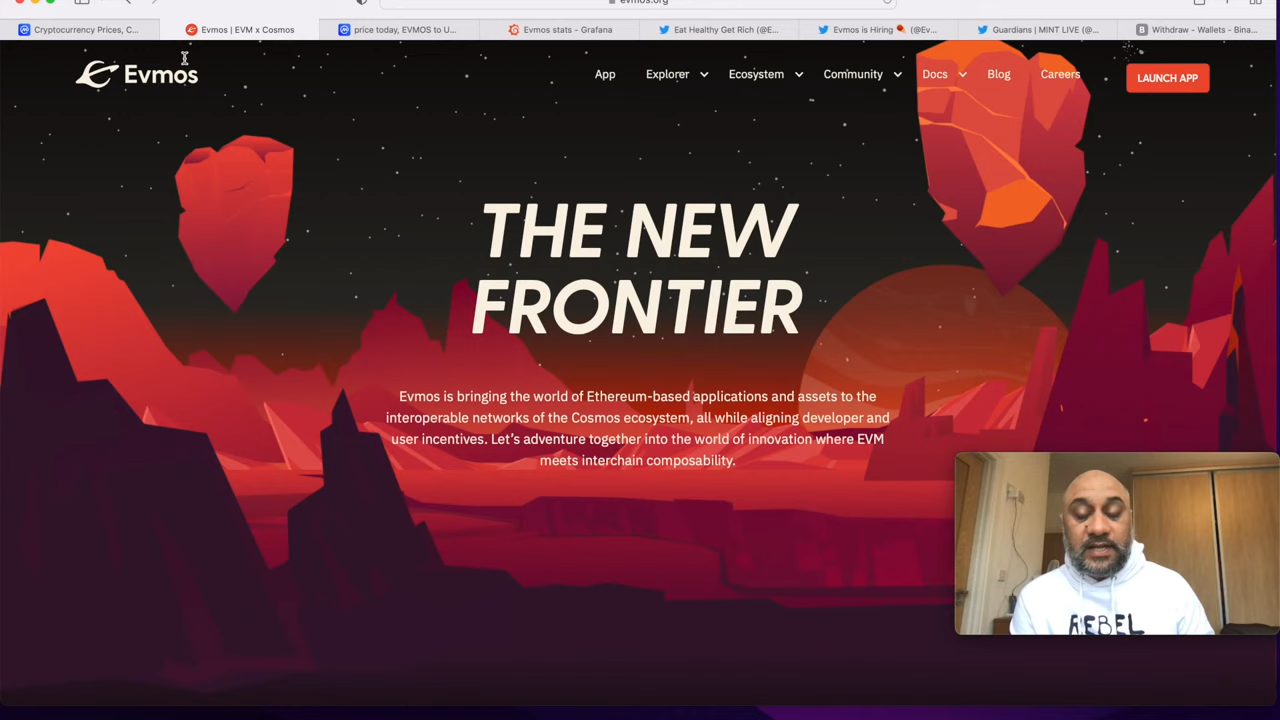 evmos.org
Cryptocurrency Prices, C...
Evmos | EVM x Cosmos
price today, EVMOS to U...
Evmos stats - Grafana
Eat Healthy Get Rich (@E...
Evmos is Hiring (@Ev...
Guardians | MINT LIVE (@...
Withdraw - Wallets - Bina...
Evmos
App
Explorer
Ecosystem
Community
Docs
Blog
Careers
LAUNCH APP
THE NEW
FRONTIER
Evmos is bringing the world of Ethereum-based applications and assets to the
interoperable networks of the Cosmos ecosystem, all while aligning developer and
user incentives. Let's adventure together into the world of innovation where EVM
meets interchain composability.
REBEL